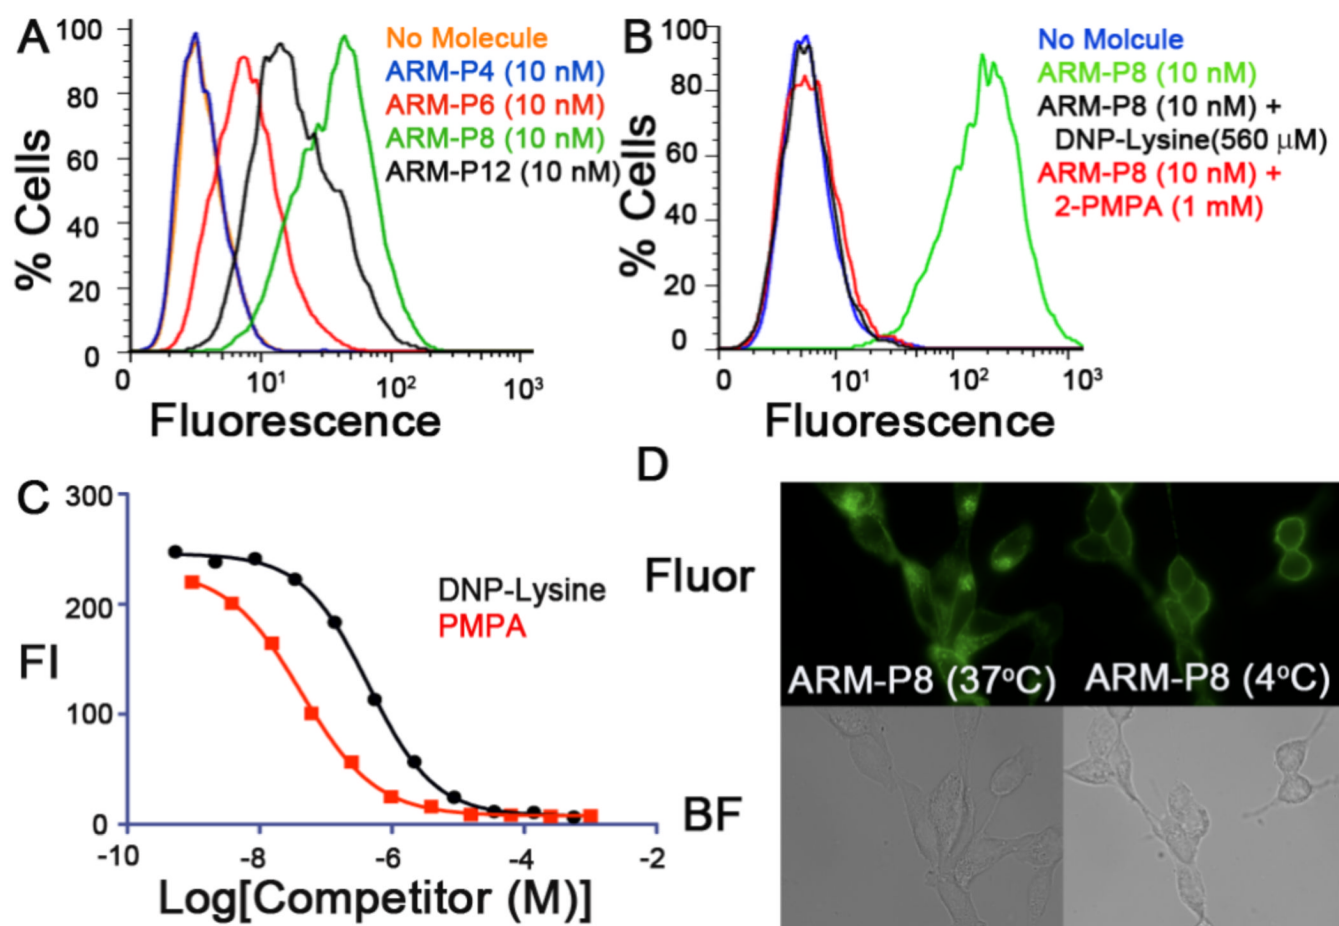 A
100
80
60
40
20
0
% Cells
0
10¹
10²
10³
Fluorescence
No Molecule
ARM-P4 (10 nM)
ARM-P6 (10 nM)
ARM-P8 (10 nM)
ARM-P12 (10 nM)
B
100
80
60
40
20
0
% Cells
0
10¹
10²
10³
Fluorescence
No Molcule
ARM-P8 (10 nM)
ARM-P8 (10 nM) +
DNP-Lysine(560 µM)
ARM-P8 (10 nM) +
2-PMPA (1 mM)
C
300
200
100
0
FI
-10
-8
-6
-4
-2
Log[Competitor (M)]
DNP-Lysine
PMPA
D
Fluor
ARM-P8 (37°C)
ARM-P8 (4°C)
BF